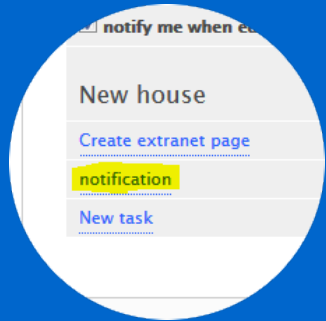 notify me when
New house
Create extranet page
notification
New task